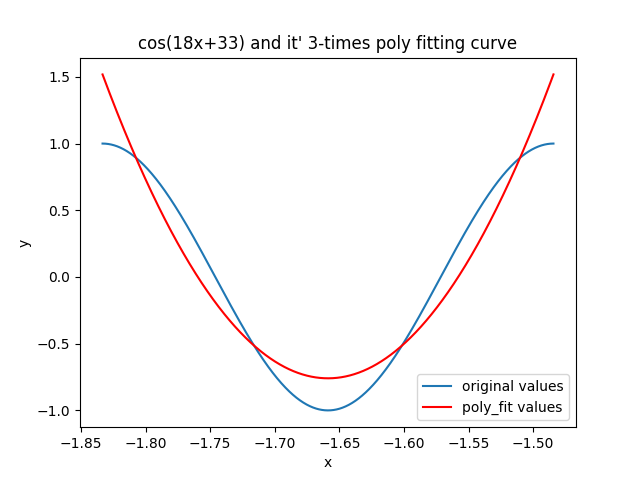 cos(18x+33) and it' 3-times poly fitting curve
1.5
1.0
0.5
0.0
−0.5
−1.0
y
−1.85 −1.80 −1.75 −1.70 −1.65 −1.60 −1.55 −1.50
x
original values
poly_fit values